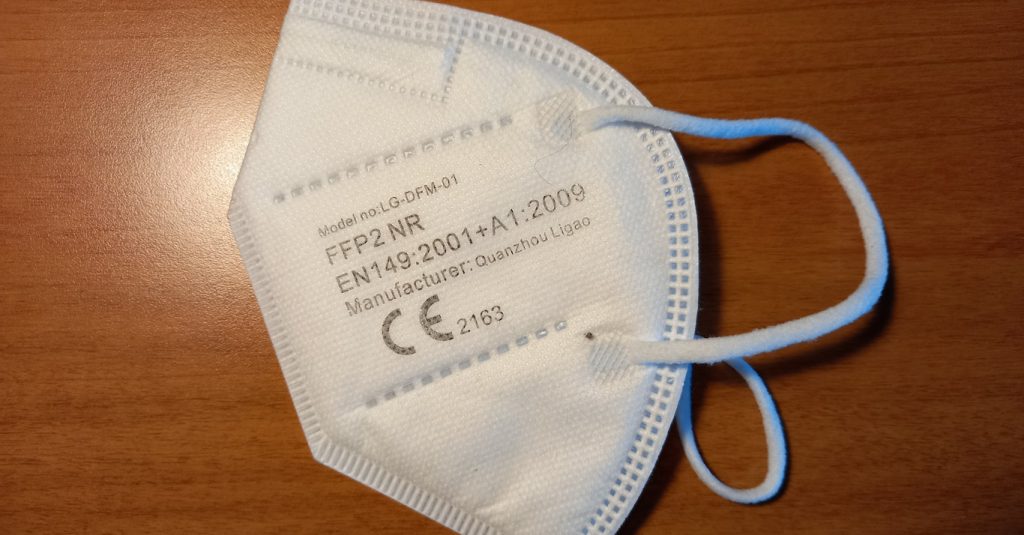 Model no:LG-DFM-01
FFP2 NR
EN149:2001+A1:2009
Manufacturer: Quanzhou Ligao
CE 2163